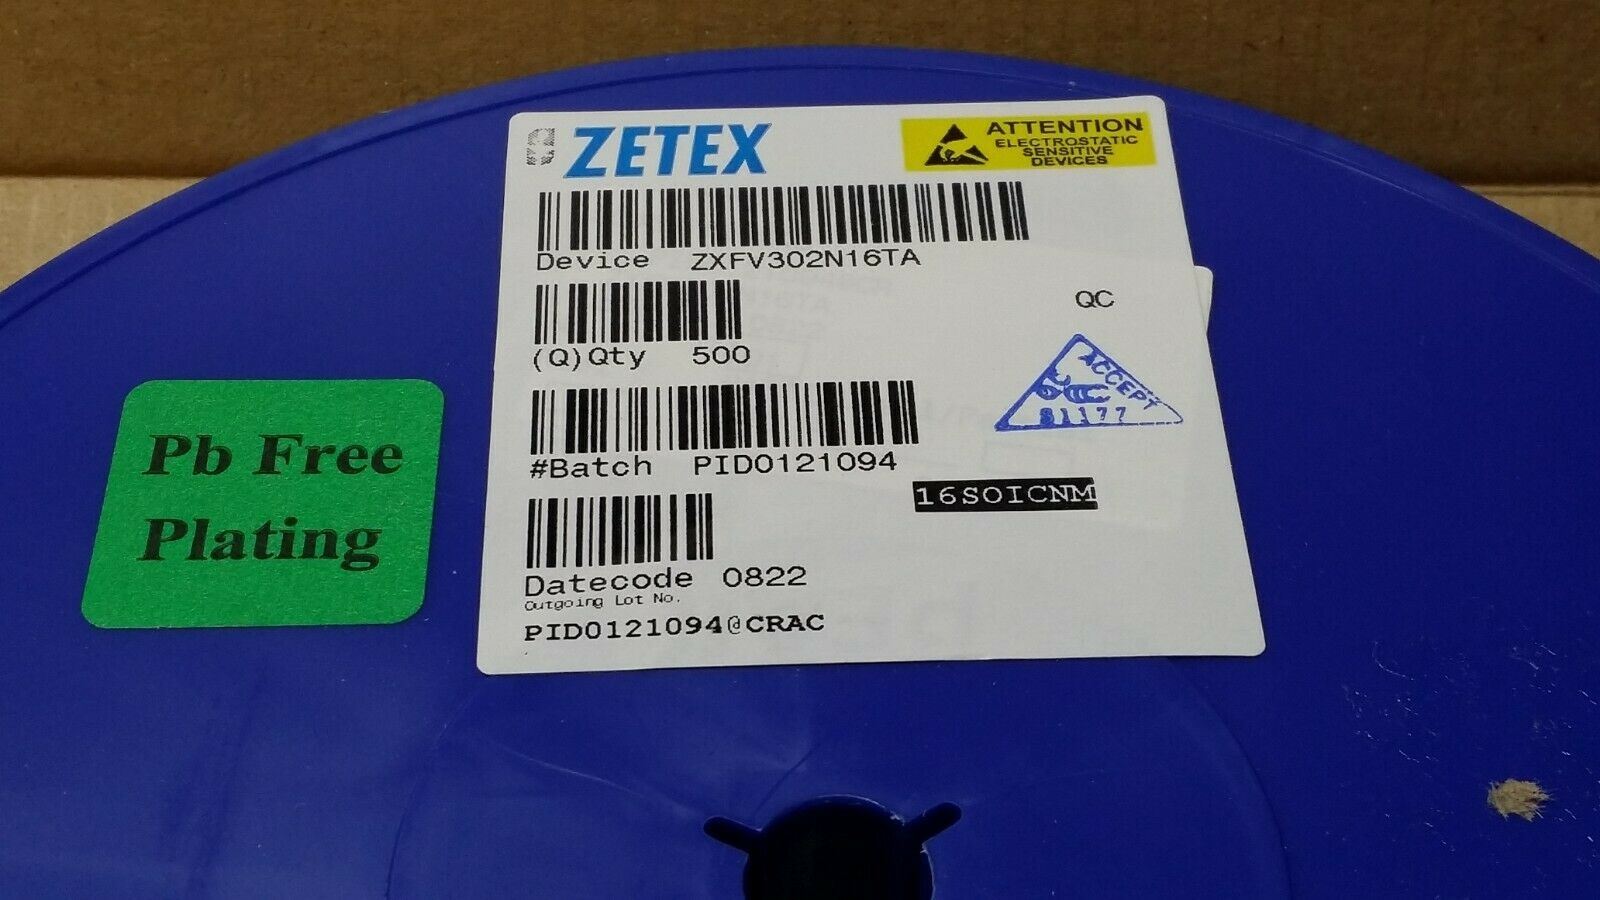 ZETEX
ATTENTION
ELECTROSTATIC
SENSITIVE
DEVICES
Device ZXFV302N16TA
(Q)Qty 500
QC
ACCEPT
QC
81177
#Batch PID0121094
16SOICNM
Datecode 0822
Outgoing Lot No.
PID0121094@CRAC
Pb Free
Plating